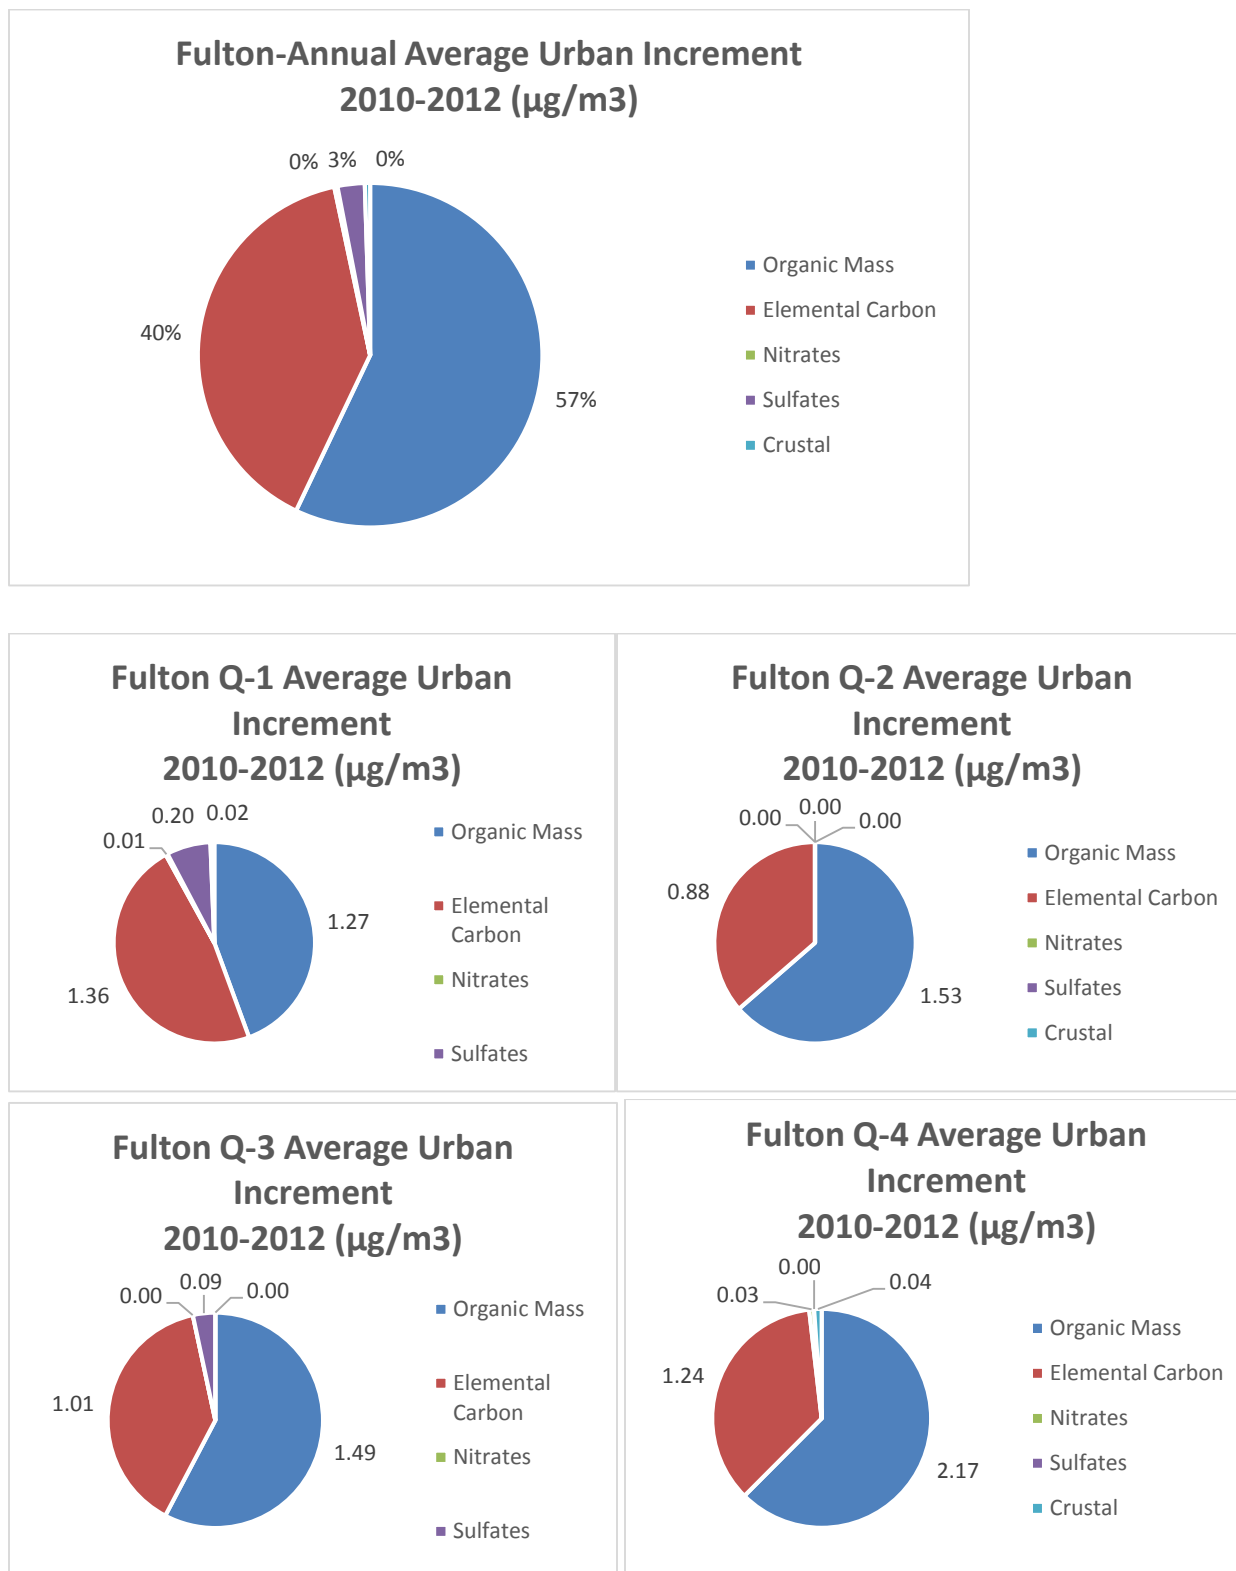 Fulton-Annual Average Urban Increment
2010-2012 (µg/m3)
0% 3% 0%
40%
57%
Organic Mass
Elemental Carbon
Nitrates
Sulfates
Crustal
Fulton Q-1 Average Urban
Increment
2010-2012 (µg/m3)
0.20 0.02
0.01
1.27
1.36
Organic Mass
Elemental
Carbon
Nitrates
Sulfates
Fulton Q-2 Average Urban
Increment
2010-2012 (µg/m3)
0.00
0.00 0.00
0.88
1.53
Organic Mass
Elemental Carbon
Nitrates
Sulfates
Crustal
Fulton Q-3 Average Urban
Increment
2010-2012 (µg/m3)
0.09
0.00 0.00
1.01
1.49
Organic Mass
Elemental
Carbon
Nitrates
Sulfates
Fulton Q-4 Average Urban
Increment
2010-2012 (µg/m3)
0.00
0.03 0.04
1.24
2.17
Organic Mass
Elemental Carbon
Nitrates
Sulfates
Crustal